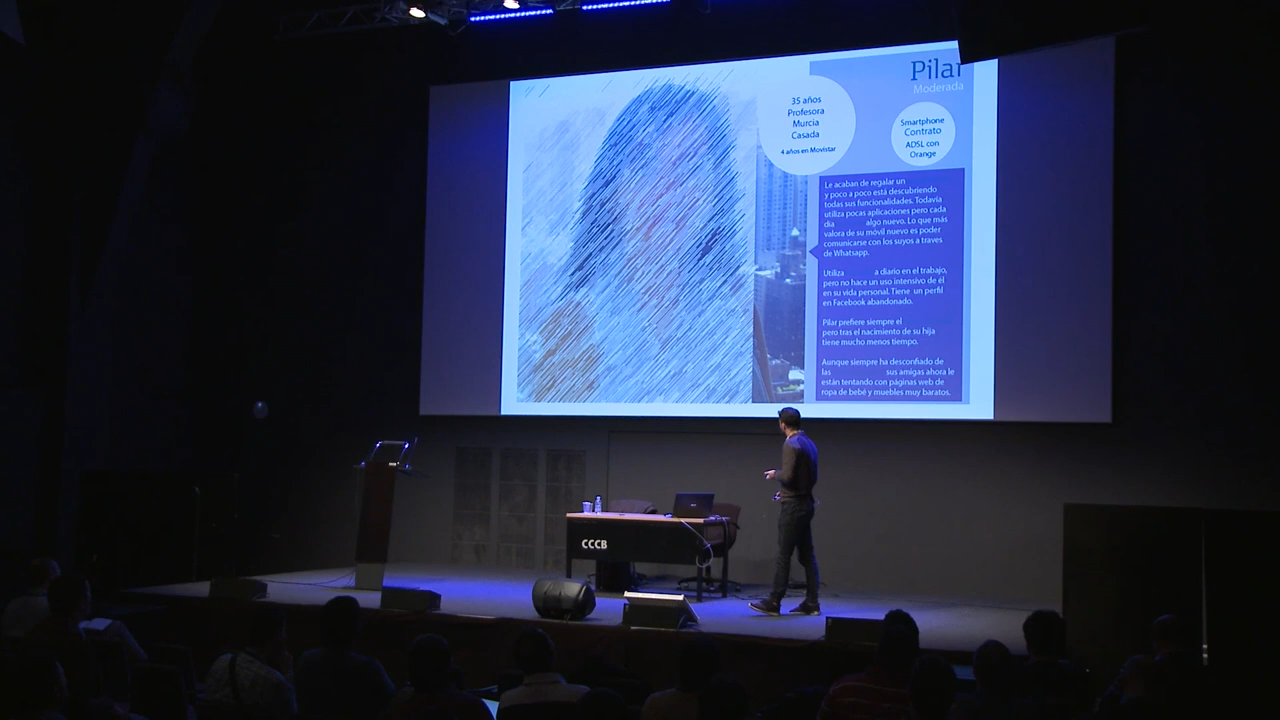 Pilar
Moderada
35 años
Profesora
Murcia
Casada
4 años en Movistar
Smartphone
Contrato
ADSL con
Orange
Le acaban de regalar un
y poco a poco está descubriendo
todas sus funcionalidades. Todavía
utiliza pocas aplicaciones pero cada
día algo nuevo. Lo que más
valora de su móvil nuevo es poder
comunicarse con los suyos a traves
de Whatsapp.
Utiliza a diario en el trabajo,
pero no hace un uso intensivo de él
en su vida personal. Tiene un perfil
en Facebook abandonado.
Pilar prefiere siempre el
pero tras el nacimiento de su hija
tiene mucho menos tiempo.
Aunque siempre ha desconfiado de
las sus amigas ahora le
están tentando con páginas web de
ropa de bebé y muebles muy baratos.
CCCB